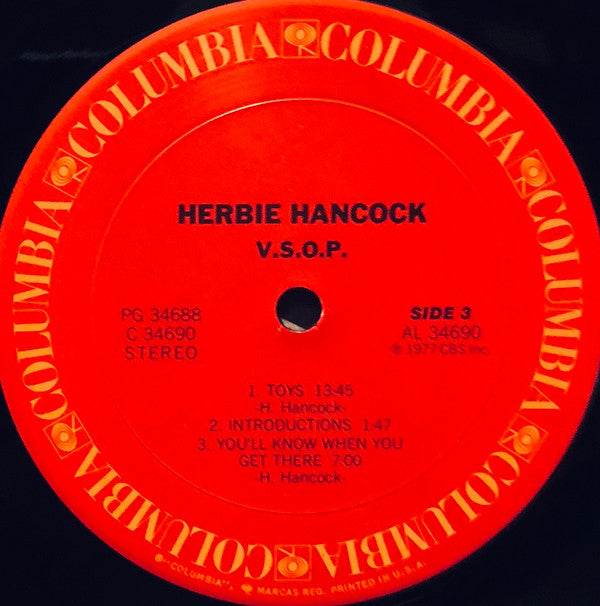 COLUMBIA COLUMBIA COLUMBIA COLUMBIA COLUMBIA COLUMBIA
HERBIE HANCOCK
V.S.O.P.
PG 34688
C 34690
STEREO
SIDE 3
AL 34690
℗ 1977 CBS Inc.
1. TOYS 13:45
-H. Hancock-
2. INTRODUCTIONS 1:47
3. YOU'LL KNOW WHEN YOU
GET THERE 7:00
-H. Hancock-
"COLUMBIA", MARCAS REG. PRINTED IN U.S.A.